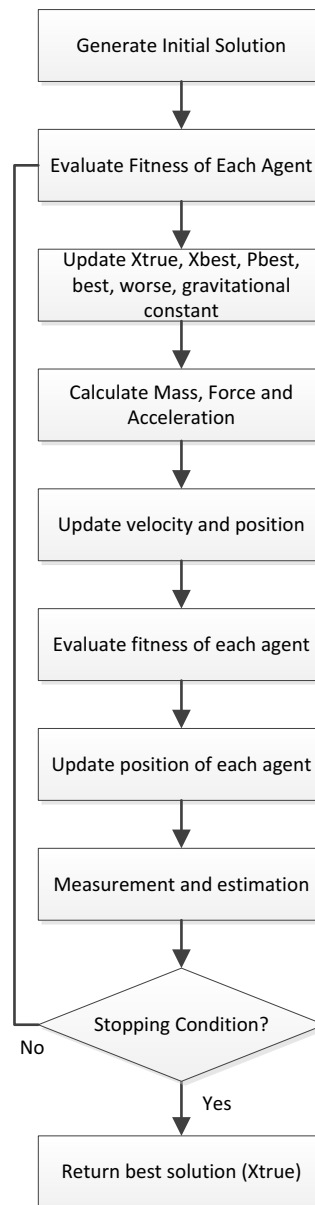 Generate Initial Solution
Evaluate Fitness of Each Agent
Update Xtrue, Xbest, Pbest,
best, worse, gravitational
constant
Calculate Mass, Force and
Acceleration
Update velocity and position
Evaluate fitness of each agent
Update position of each agent
Measurement and estimation
Stopping Condition?
No
Yes
Return best solution (Xtrue)